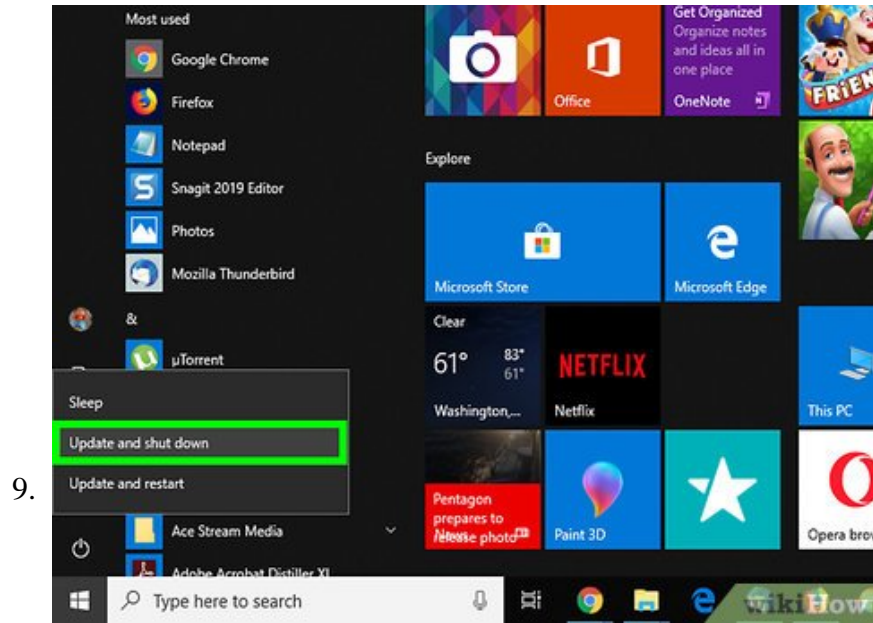 Most used
Google Chrome
Firefox
Notepad
Snagit 2019 Editor
Photos
Mozilla Thunderbird
&
µTorrent
Sleep
Update and shut down
Update and restart
9.
Ace Stream Media
Adobe Acrobat Distiller XI
Type here to search
Office
Get Organized
Organize notes
and ideas all in
one place
OneNote
FRIEN
Explore
Microsoft Store
Microsoft Edge
Clear
61°
83°
61°
Washington,...
NETFLIX
Netflix
This PC
Pentagon
prepares to
release photo
News
Paint 3D
Opera brow
wikiHow